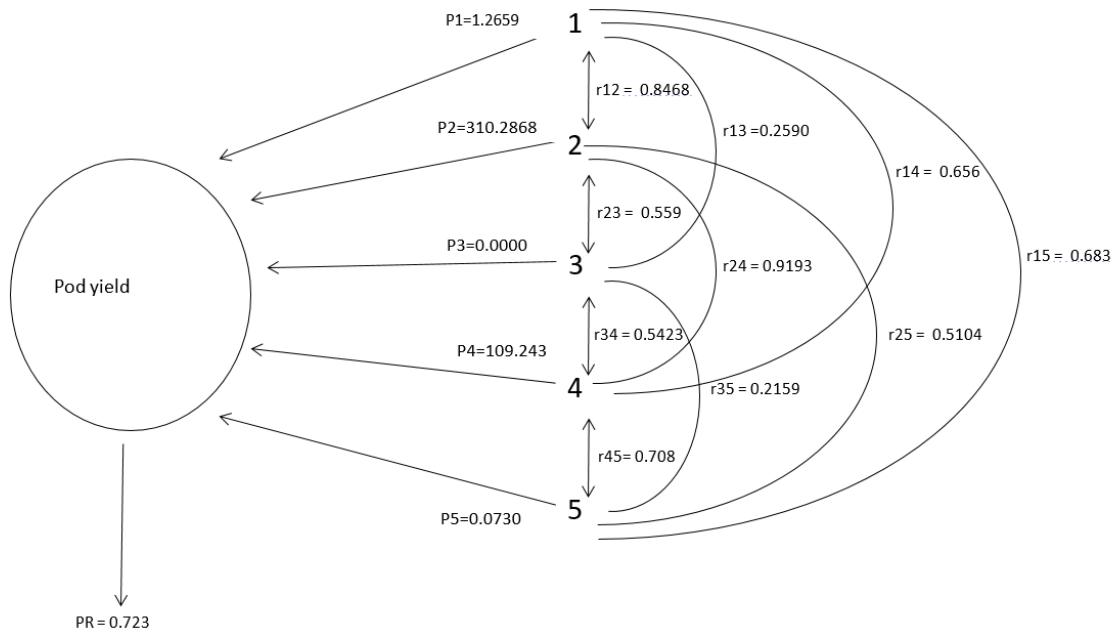 P1=1.2659
1
r12 = 0.8468
P2=310.2868
2
r13 =0.2590
r14 = 0.656
r23 = 0.559
P3=0.0000
3
r24 = 0.9193
r15 = 0.683
Pod yield
r34 = 0.5423
r25 = 0.5104
P4=109.243
4
r35 = 0.2159
r45= 0.708
5
P5=0.0730
PR = 0.723